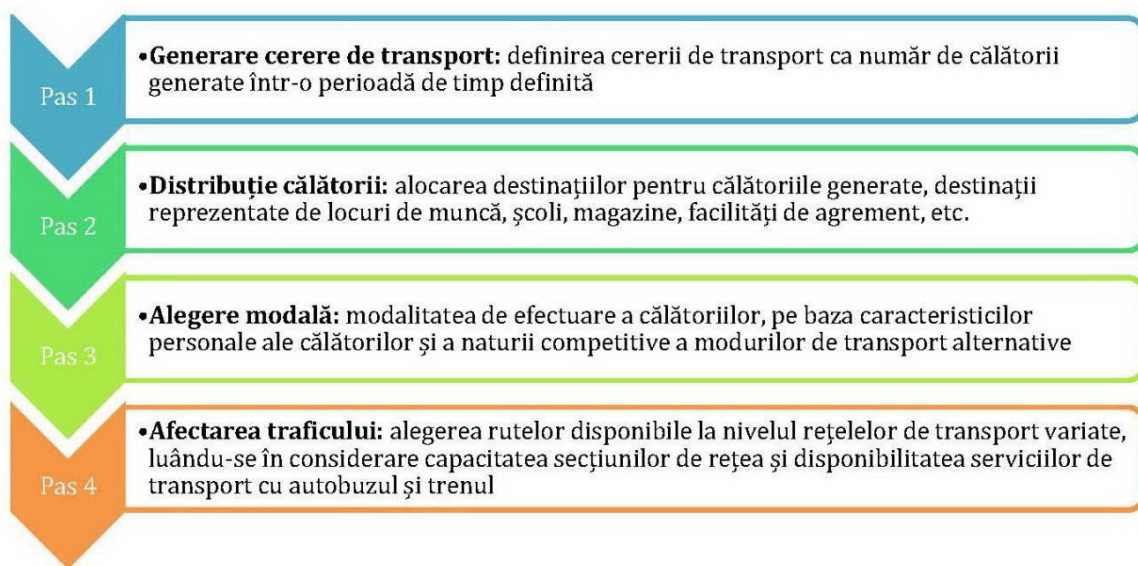 Pas 1
•Generare cerere de transport: definirea cererii de transport ca număr de călătorii
generate într-o perioadă de timp definită
Pas 2
•Distribuție călătorii: alocarea destinațiilor pentru călătoriile generate, destinații
reprezentate de locuri de muncă, școli, magazine, facilități de agrement, etc.
Pas 3
•Alegere modală: modalitatea de efectuare a călătoriilor, pe baza caracteristicilor
personale ale călătorilor și a naturii competitive a modurilor de transport alternative
Pas 4
•Afectarea traficului: alegerea rutelor disponibile la nivelul rețelelor de transport variate,
luându-se în considerare capacitatea secțiunilor de rețea și disponibilitatea serviciilor de
transport cu autobuzul și trenul